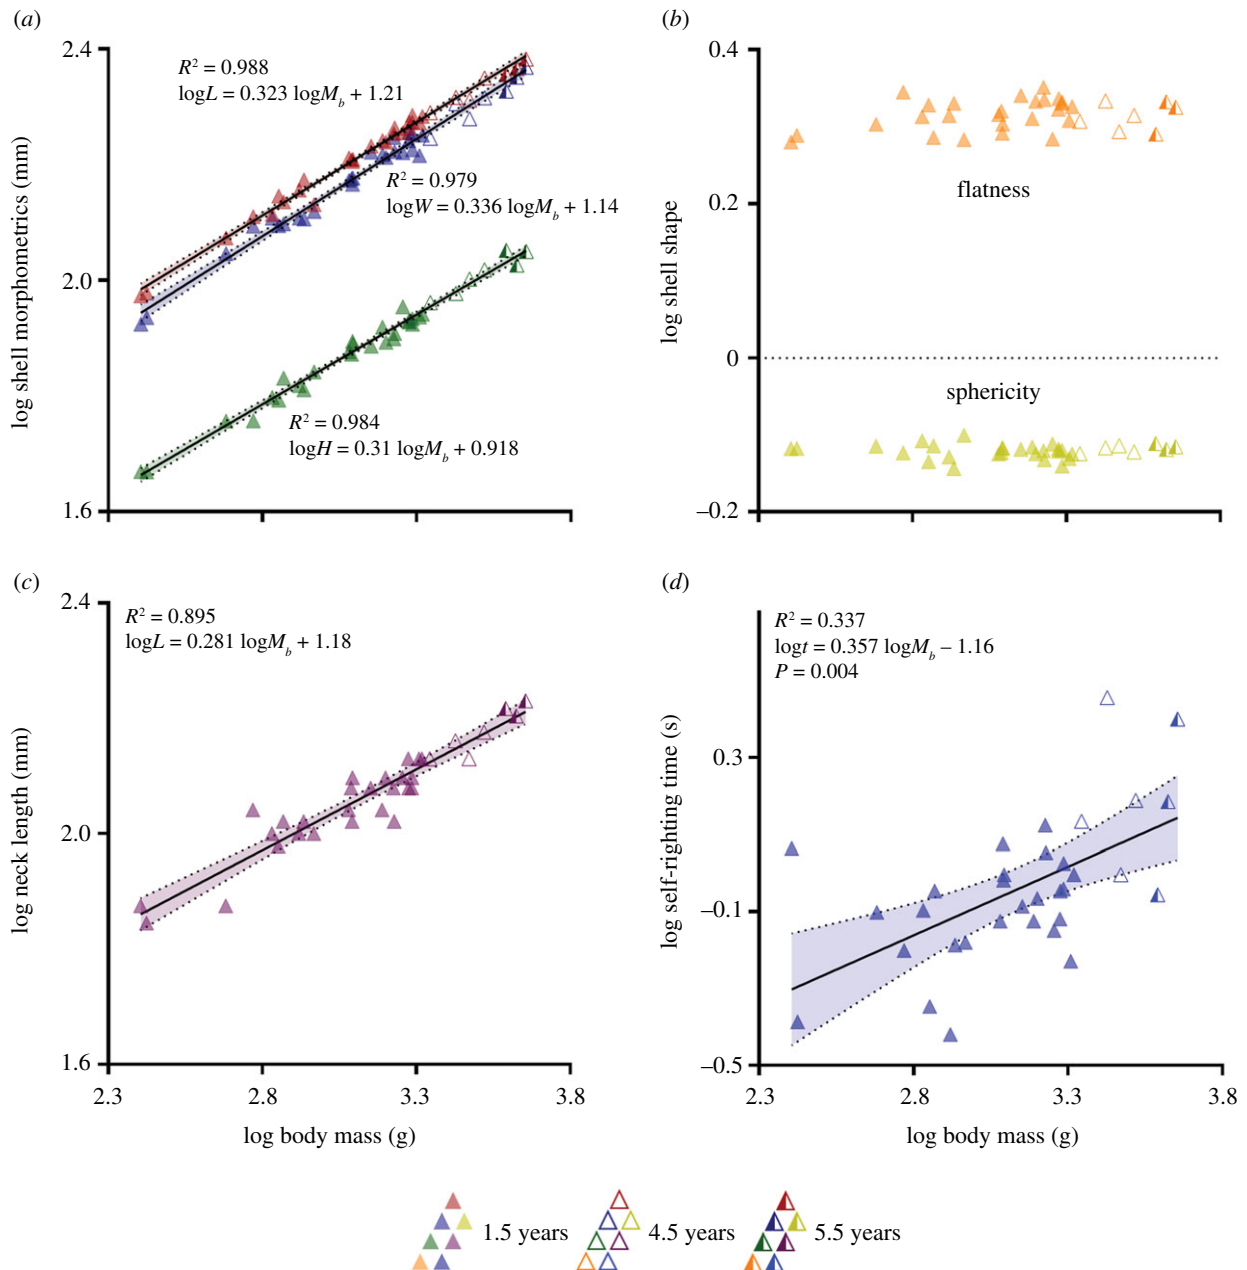 (a)
2.4
2.0
1.6
log shell morphometrics (mm)
R² = 0.988
logL = 0.323 logM_b + 1.21
R² = 0.979
logW = 0.336 logM_b + 1.14
R² = 0.984
logH = 0.31 logM_b + 0.918
(b)
0.4
0.2
0
–0.2
log shell shape
flatness
sphericity
(c)
2.4
2.0
1.6
log neck length (mm)
R² = 0.895
logL = 0.281 logM_b + 1.18
2.3 2.8 3.3 3.8
log body mass (g)
(d)
0.3
–0.1
–0.5
log self-righting time (s)
R² = 0.337
logt = 0.357 logM_b – 1.16
P = 0.004
2.3 2.8 3.3 3.8
log body mass (g)
1.5 years 4.5 years 5.5 years